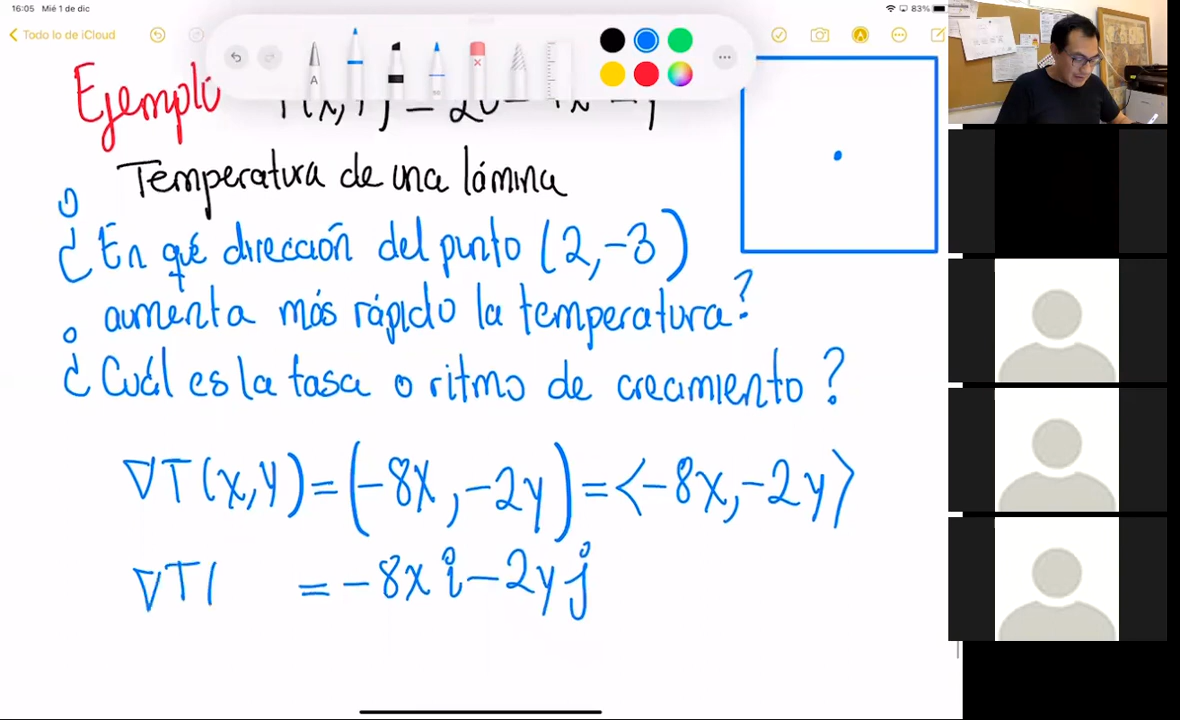 16:05 Mié 1 de dic 83%
Todo lo de iCloud
Ejemplo
Temperatura de una lámina
¿En qué dirección del punto (2,-3)
aumenta más rápido la temperatura?
¿Cuál es la tasa o ritmo de crecimiento?
∇T(x,y)=(-8x,-2y)=<-8x,-2y>
∇T( =-8xi-2yj